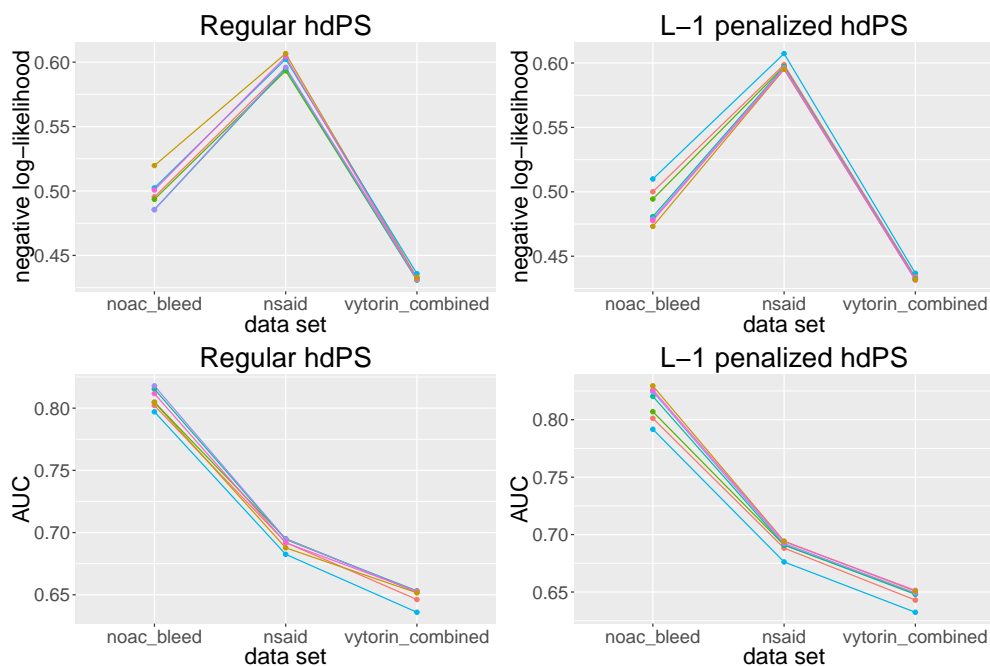 Regular hdPS
negative log−likelihood
0.60
0.55
0.50
0.45
noac_bleed nsaid vytorin_combined
data set
L−1 penalized hdPS
negative log−likelihood
0.60
0.55
0.50
0.45
noac_bleed nsaid vytorin_combined
data set
Regular hdPS
AUC
0.80
0.75
0.70
0.65
noac_bleed nsaid vytorin_combined
data set
L−1 penalized hdPS
AUC
0.80
0.75
0.70
0.65
noac_bleed nsaid vytorin_combined
data set